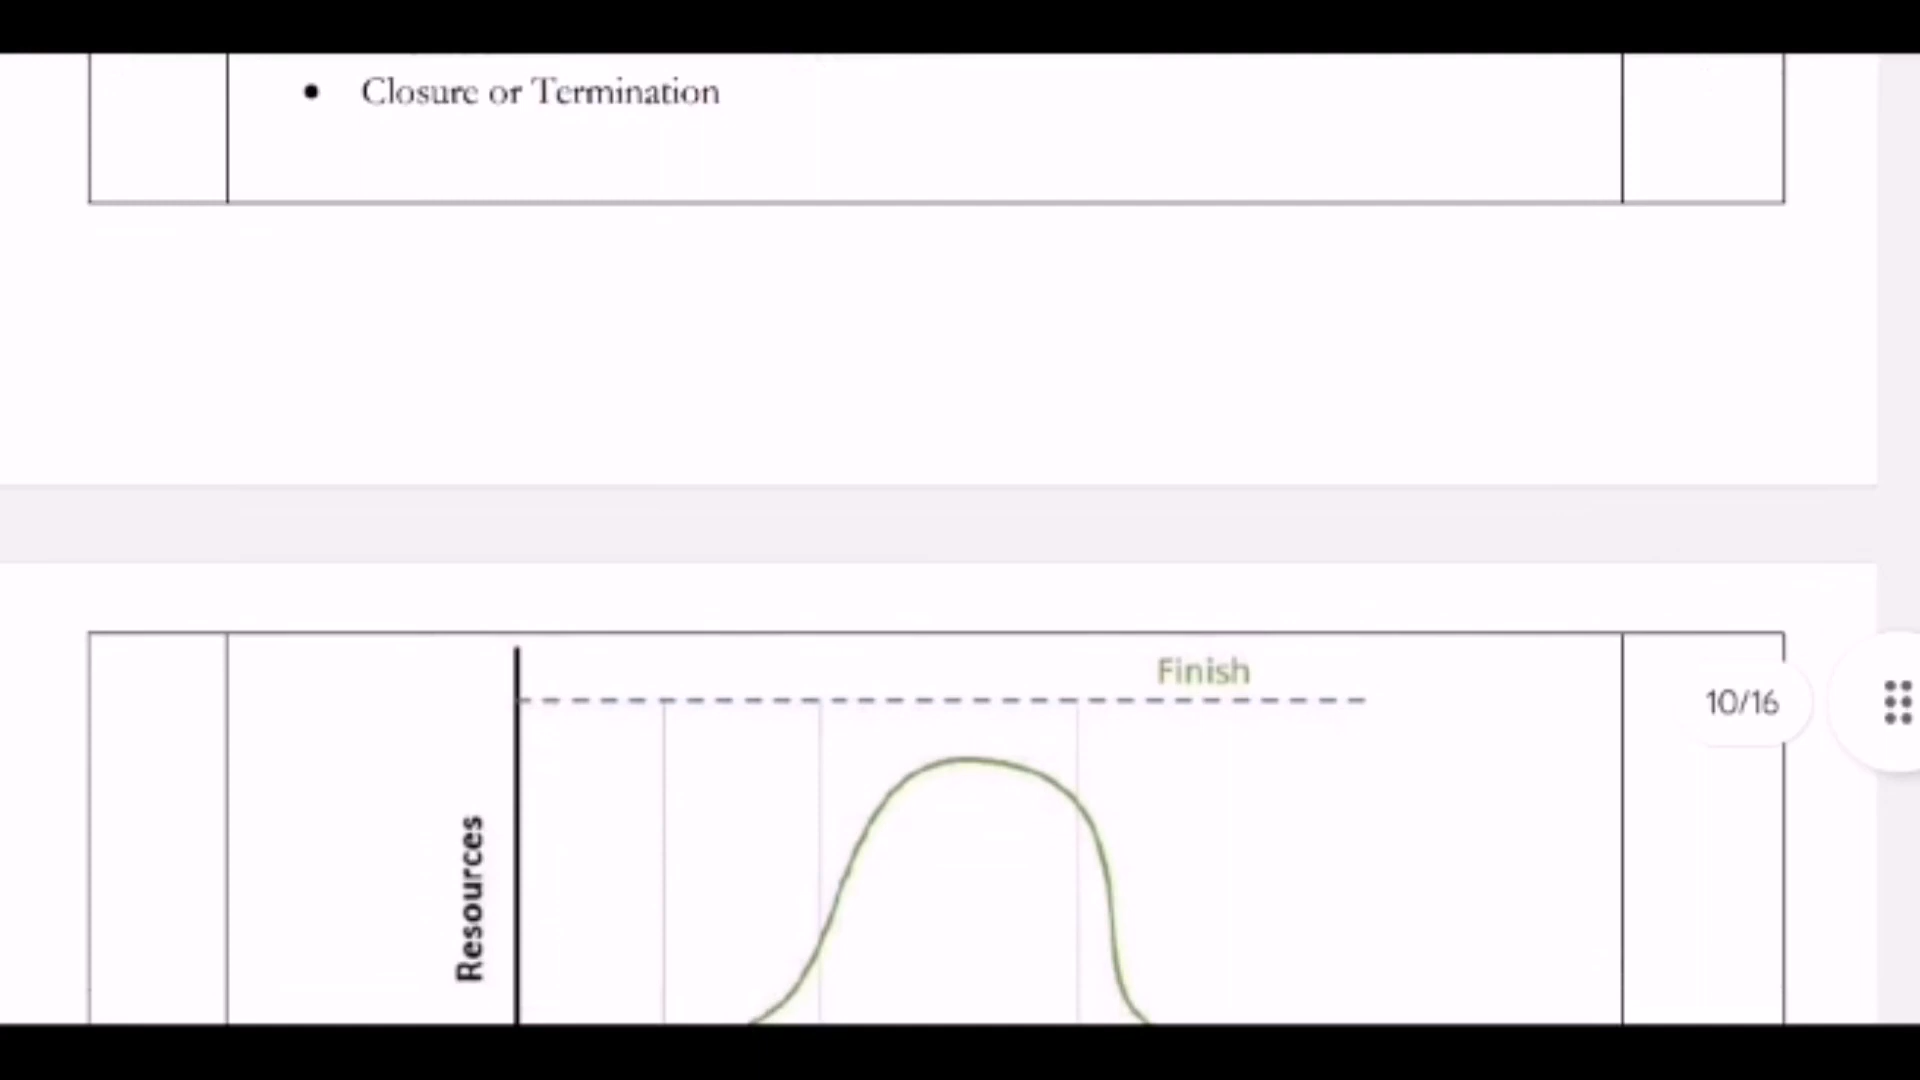 • Closure or Termination
Finish
10/16
Resources